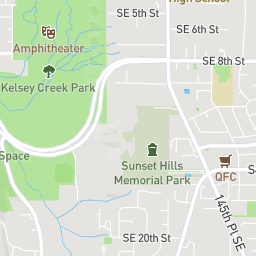 SE 5th St
High School
SE 6th St
Amphitheater
SE 8th St
Kelsey Creek Park
Space
Sunset Hills
Memorial Park
QFC
145th Pl SE
SE 20th St